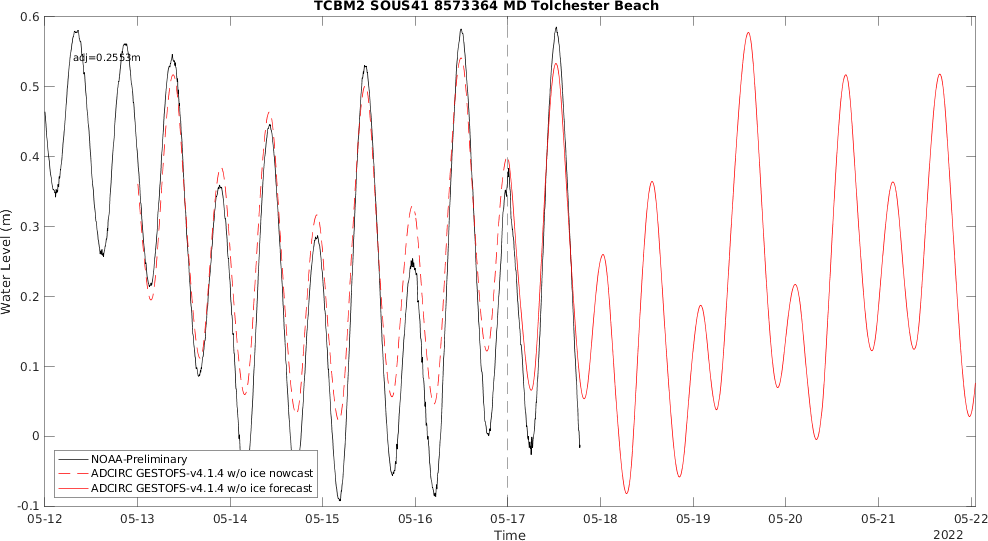 TCBM2 SOUS41 8573364 MD Tolchester Beach
0.6
adj=0.2553m
0.5
0.4
0.3
0.2
0.1
0
-0.1
Water Level (m)
NOAA-Preliminary
ADCIRC GESTOFS-v4.1.4 w/o ice nowcast
ADCIRC GESTOFS-v4.1.4 w/o ice forecast
05-12 05-13 05-14 05-15 05-16 05-17 05-18 05-19 05-20 05-21 05-22
Time
2022